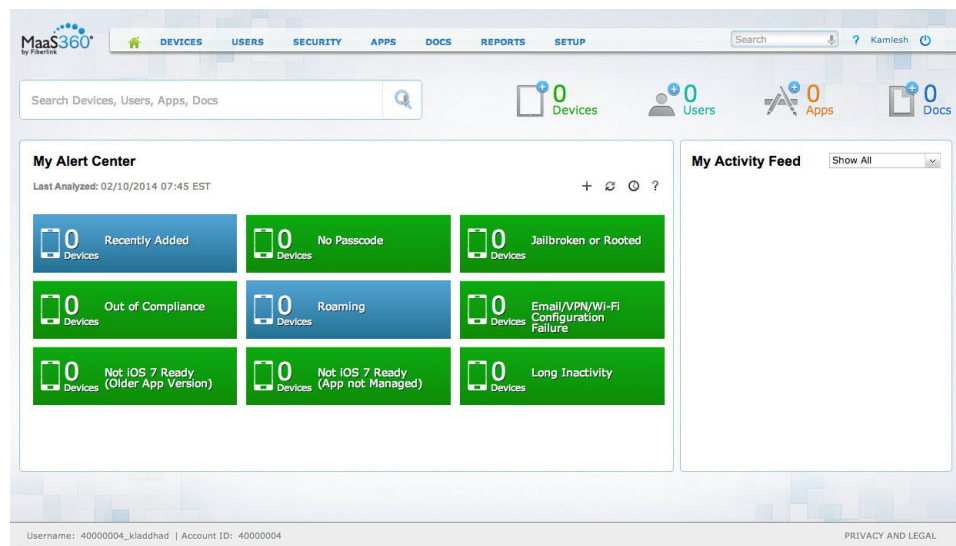 MaaS360
by Fiberlink
DEVICES USERS SECURITY APPS DOCS REPORTS SETUP
Search
? Kamlesh
Search Devices, Users, Apps, Docs
0 Devices
0 Users
0 Apps
0 Docs
My Alert Center
Last Analyzed: 02/10/2014 07:45 EST
+ ?
0 Devices Recently Added
0 Devices No Passcode
0 Devices Jailbroken or Rooted
0 Devices Out of Compliance
0 Devices Roaming
0 Devices Email/VPN/Wi-Fi
Configuration
Failure
0 Devices Not iOS 7 Ready
(Older App Version)
0 Devices Not iOS 7 Ready
(App not Managed)
0 Devices Long Inactivity
My Activity Feed
Show All
Username: 40000004_kladdhad | Account ID: 40000004
PRIVACY AND LEGAL